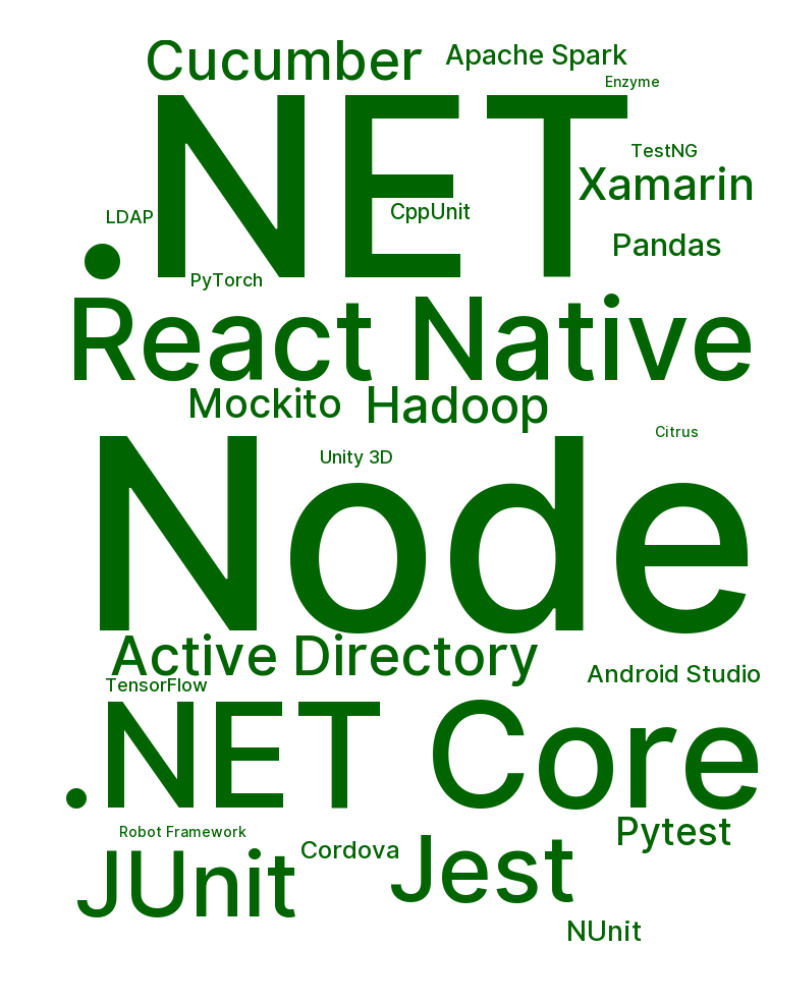 Cucumber
Apache Spark
Enzyme
.NET
TestNG
Xamarin
LDAP
CppUnit
Pandas
PyTorch
React Native
Mockito
Hadoop
Citrus
Unity 3D
Node
Active Directory
Android Studio
TensorFlow
.NET Core
Robot Framework
Pytest
Cordova
JUnit
Jest
NUnit